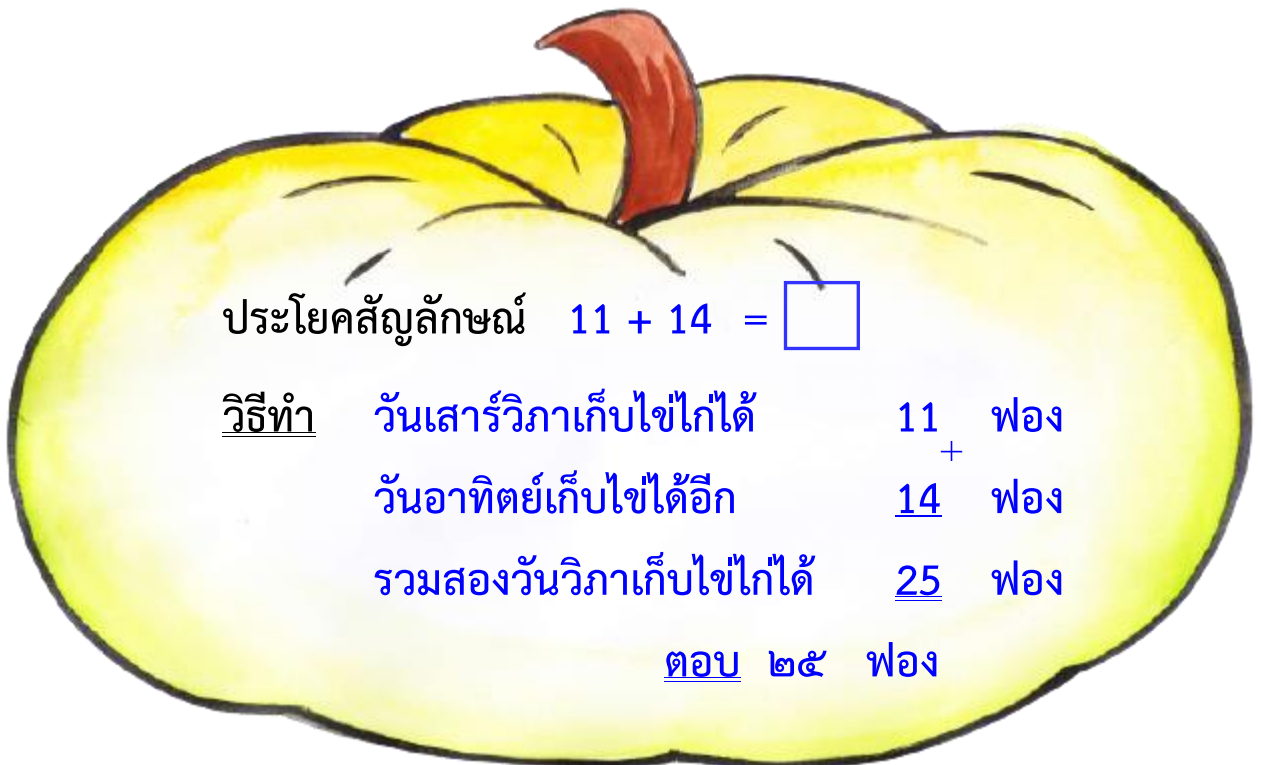 ประโยคสัญลักษณ์ 11 + 14 =
วิธีทำ วันเสาร์วิภาเก็บไข่ไก่ได้ 11 ฟอง
+
วันอาทิตย์เก็บไข่ได้อีก 14 ฟอง
รวมสองวันวิภาเก็บไข่ไก่ได้ 25 ฟอง
ตอบ ๒๕ ฟอง